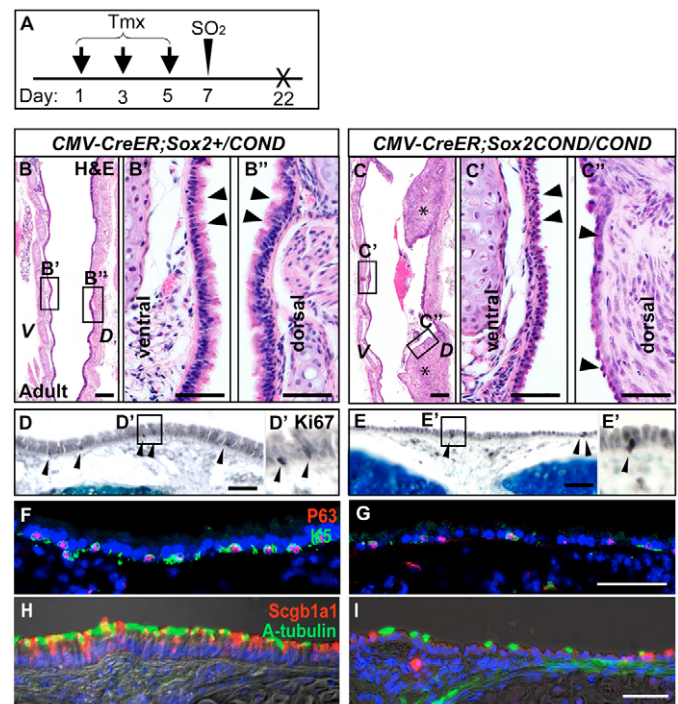 A
Tmx
SO₂
Day: 1 3 5 7 22
CMV-CreER;Sox2+/COND
CMV-CreER;Sox2COND/COND
B H&E B' B'' C C' C''
B' B'' C' C''
V D ventral dorsal V D ventral dorsal
Adult * *
D D' D' Ki67 E E' E'
F P63 G
K5
H Scgb1a1 I
A-tubulin